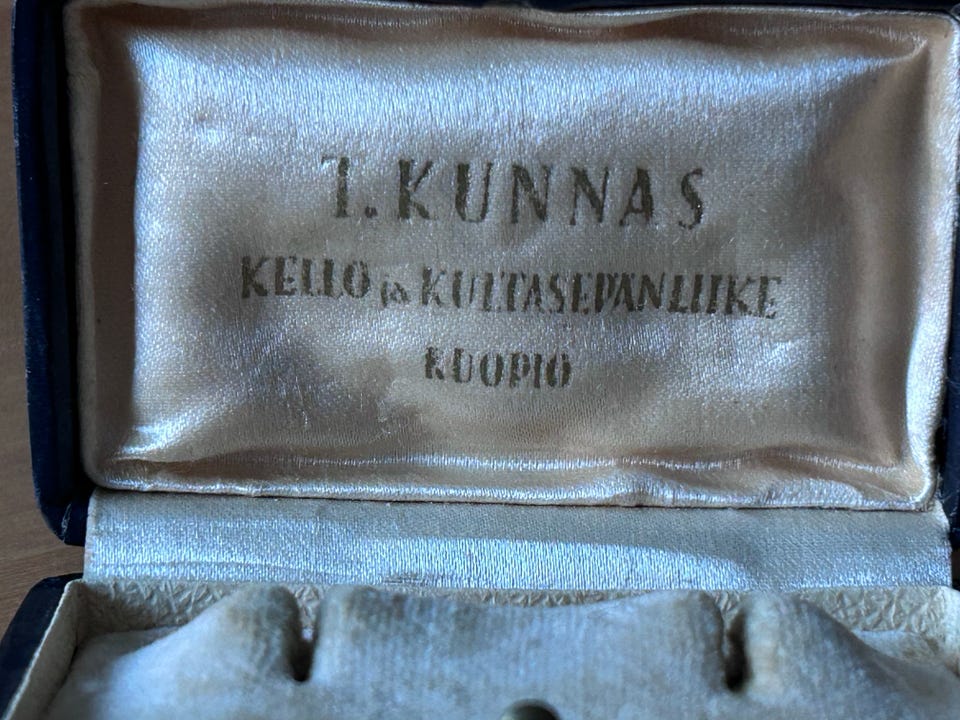 T. KUNNAS
KELLO ja KULTASEPÄNLIIKE
KUOPIO